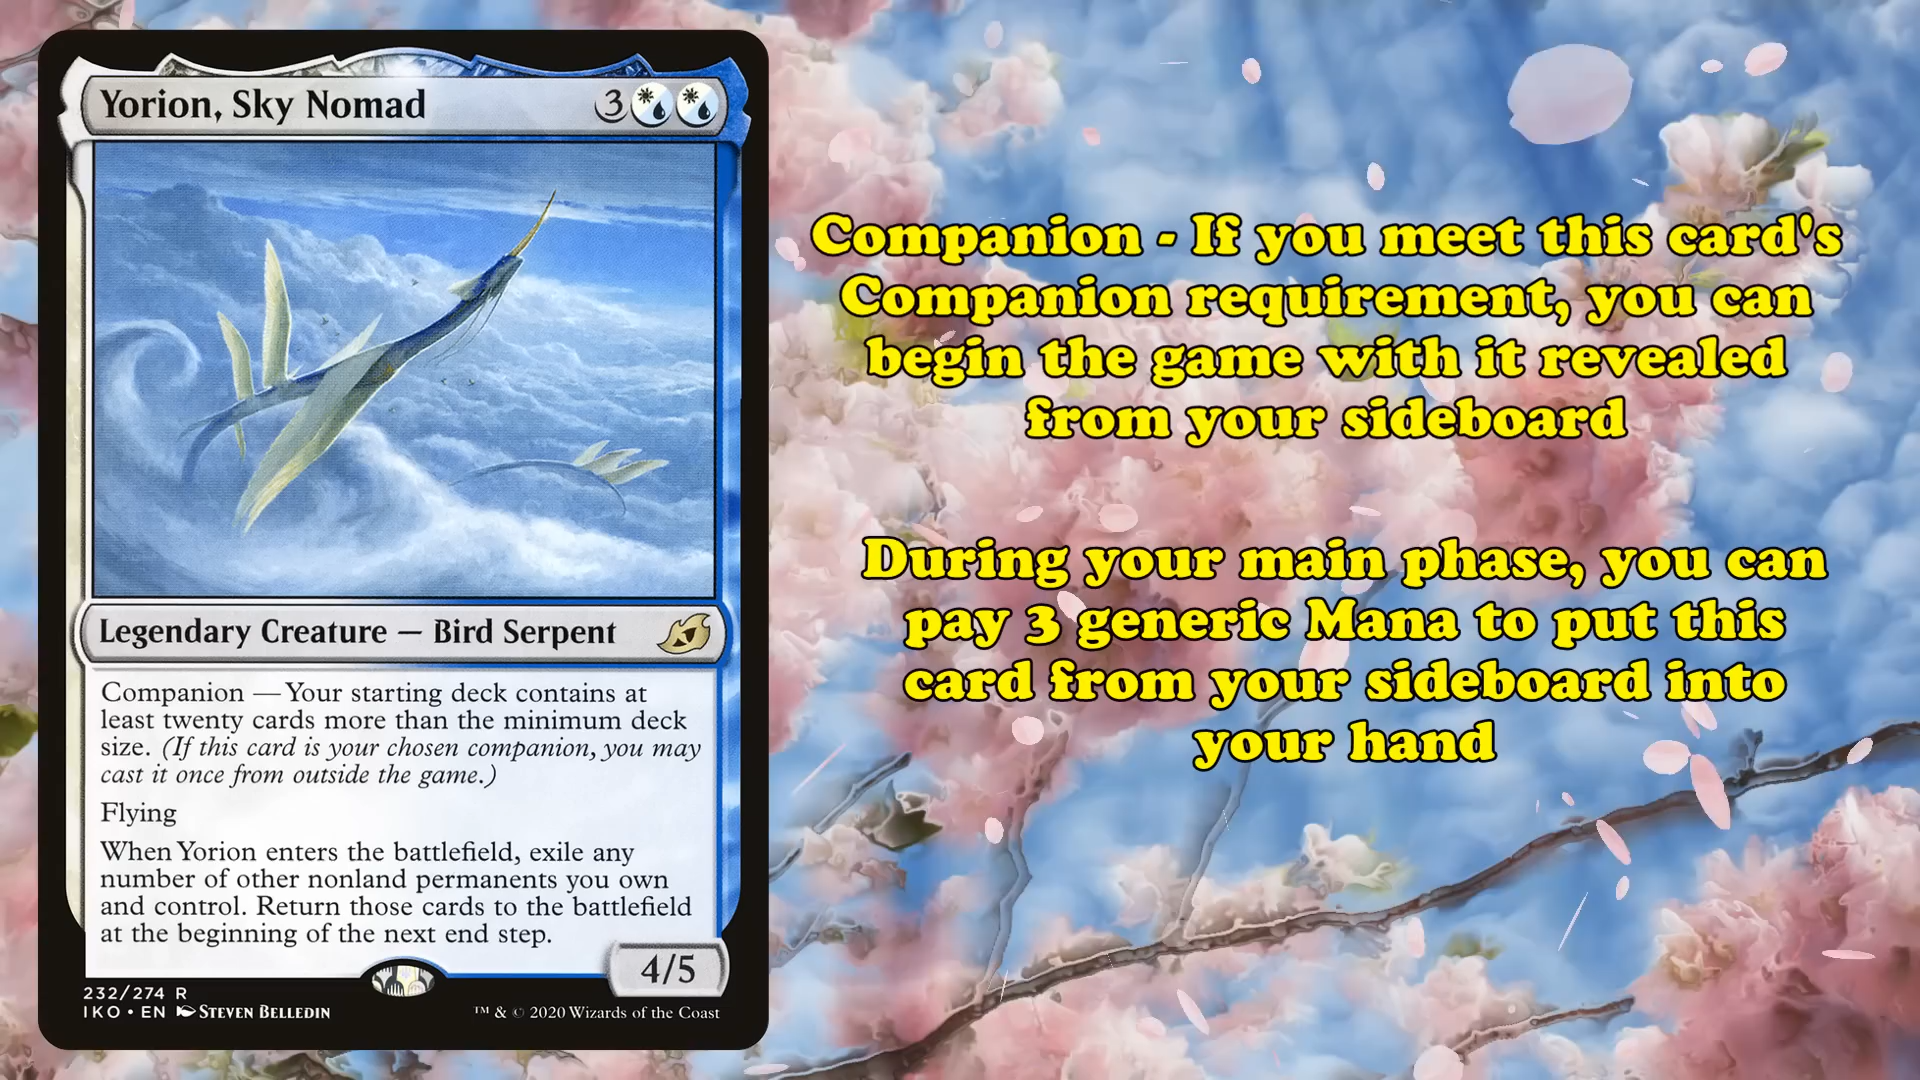 Yorion, Sky Nomad 3
Legendary Creature — Bird Serpent
Companion — Your starting deck contains at
least twenty cards more than the minimum deck
size. (If this card is your chosen companion, you may
cast it once from outside the game.)
Flying
When Yorion enters the battlefield, exile any
number of other nonland permanents you own
and control. Return those cards to the battlefield
at the beginning of the next end step.
4/5
232/274 R
IKO • EN STEVEN BELLEDIN
™ & © 2020 Wizards of the Coast
Companion - If you meet this card's
Companion requirement, you can
begin the game with it revealed
from your sideboard
During your main phase, you can
pay 3 generic Mana to put this
card from your sideboard into
your hand